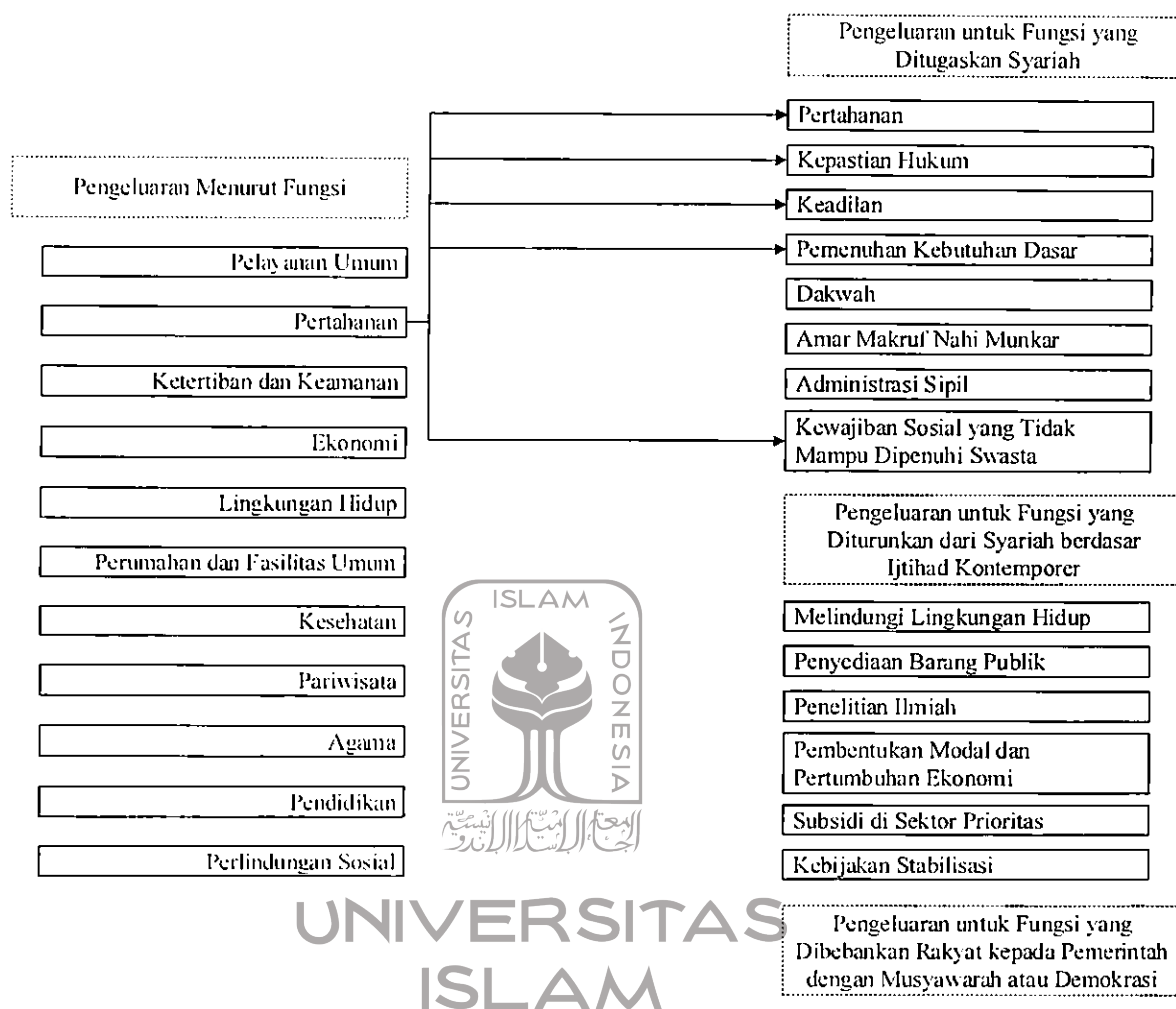 Pengeluaran Menurut Fungsi
Pelayanan Umum
Pertahanan
Ketertiban dan Keamanan
Ekonomi
Lingkungan Hidup
Perumahan dan Fasilitas Umum
Kesehatan
Pariwisata
Agama
Pendidikan
Perlindungan Sosial
Pengeluaran untuk Fungsi yang
Ditugaskan Syariah
Pertahanan
Kepastian Hukum
Keadilan
Pemenuhan Kebutuhan Dasar
Dakwah
Amar Makruf Nahi Munkar
Administrasi Sipil
Kewajiban Sosial yang Tidak
Mampu Dipenuhi Swasta
Pengeluaran untuk Fungsi yang
Diturunkan dari Syariah berdasar
Ijtihad Kontemporer
Melindungi Lingkungan Hidup
Penyediaan Barang Publik
Penelitian Ilmiah
Pembentukan Modal dan
Pertumbuhan Ekonomi
Subsidi di Sektor Prioritas
Kebijakan Stabilisasi
Pengeluaran untuk Fungsi yang
Dibebankan Rakyat kepada Pemerintah
dengan Musyawarah atau Demokrasi
UNIVERSITAS
ISLAM
INDONESIA
UNIVERSITAS
ISLAM